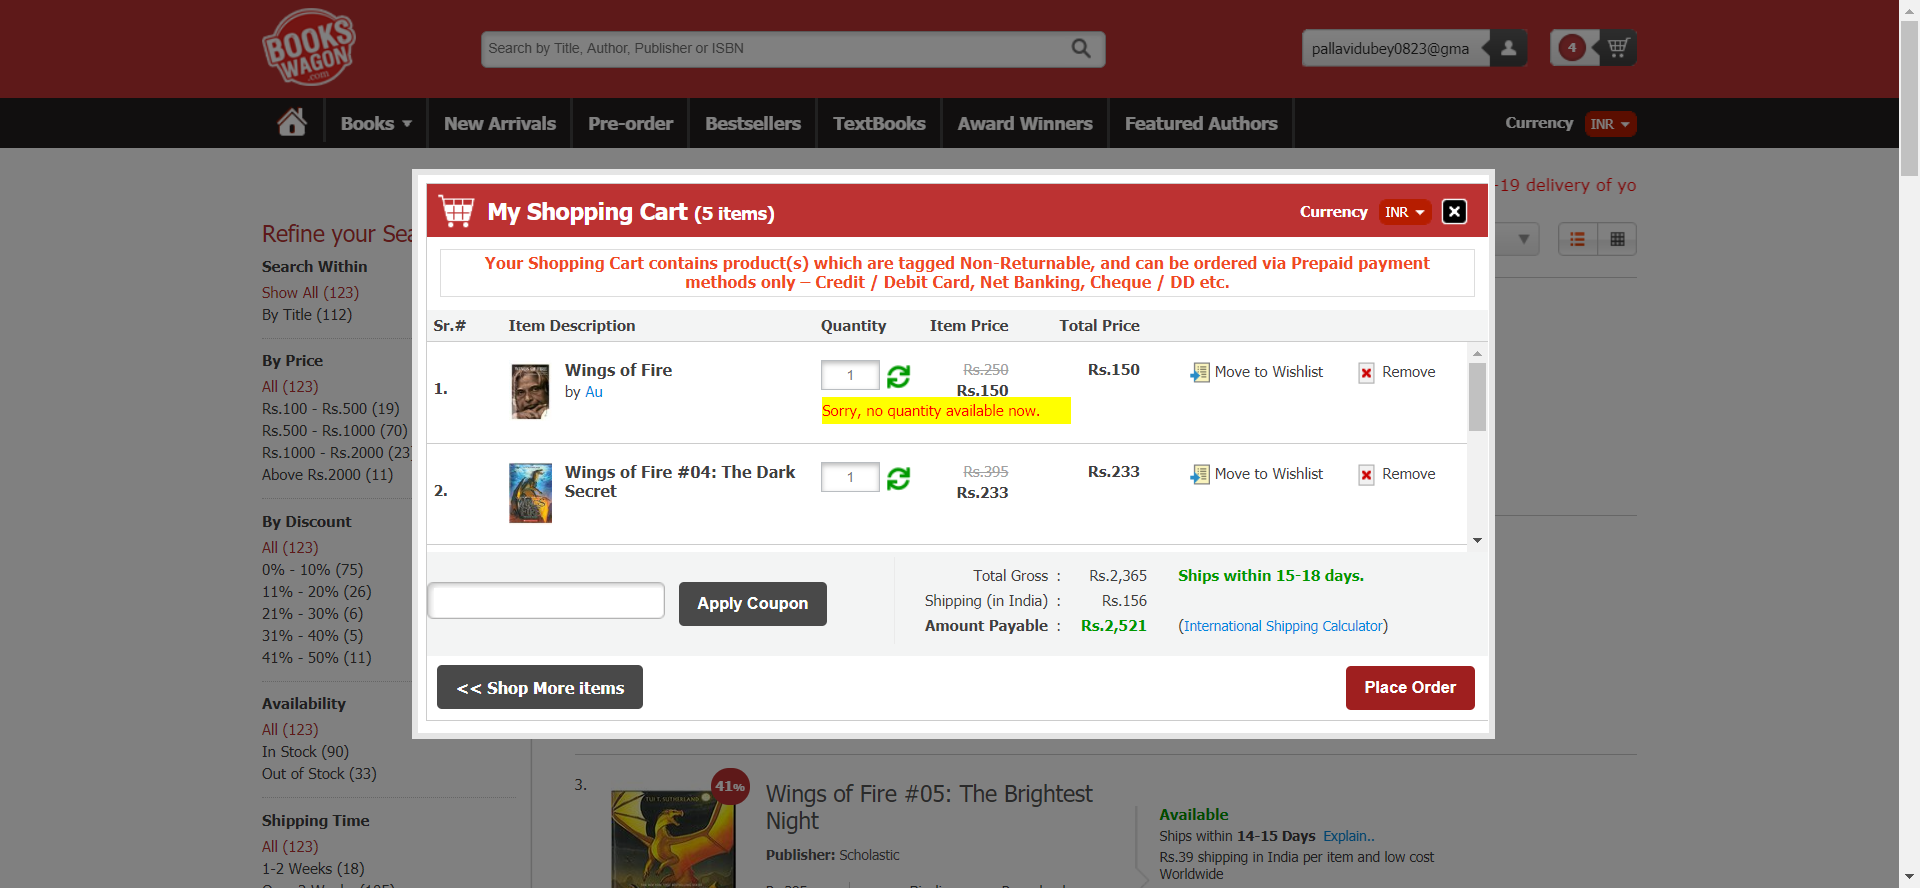 BOOKS
WAGON
.com
Search by Title, Author, Publisher or ISBN
pallavidubey0823@gma
4
Books
New Arrivals
Pre-order
Bestsellers
TextBooks
Award Winners
Featured Authors
Currency
INR
-19 delivery of yo
My Shopping Cart (5 items)
Currency
INR
Your Shopping Cart contains product(s) which are tagged Non-Returnable, and can be ordered via Prepaid payment
methods only – Credit / Debit Card, Net Banking, Cheque / DD etc.
Sr.# Item Description Quantity Item Price Total Price
1.
Wings of Fire
by Au
1
Rs.250
Rs.150
Rs.150
Move to Wishlist
Remove
Sorry, no quantity available now.
2.
Wings of Fire #04: The Dark
Secret
1
Rs.395
Rs.233
Rs.233
Move to Wishlist
Remove
Apply Coupon
Total Gross : Rs.2,365
Ships within 15-18 days.
Shipping (in India) : Rs.156
Amount Payable : Rs.2,521
(International Shipping Calculator)
<< Shop More items
Place Order
Refine your Sea
Search Within
Show All (123)
By Title (112)
By Price
All (123)
Rs.100 - Rs.500 (19)
Rs.500 - Rs.1000 (70)
Rs.1000 - Rs.2000 (23
Above Rs.2000 (11)
By Discount
All (123)
0% - 10% (75)
11% - 20% (26)
21% - 30% (6)
31% - 40% (5)
41% - 50% (11)
Availability
All (123)
In Stock (90)
Out of Stock (33)
Shipping Time
All (123)
1-2 Weeks (18)
3.
41%
TUI T. SUTHERLAND
Wings of Fire #05: The Brightest
Night
Publisher: Scholastic
Available
Ships within 14-15 Days Explain..
Rs.39 shipping in India per item and low cost
Worldwide